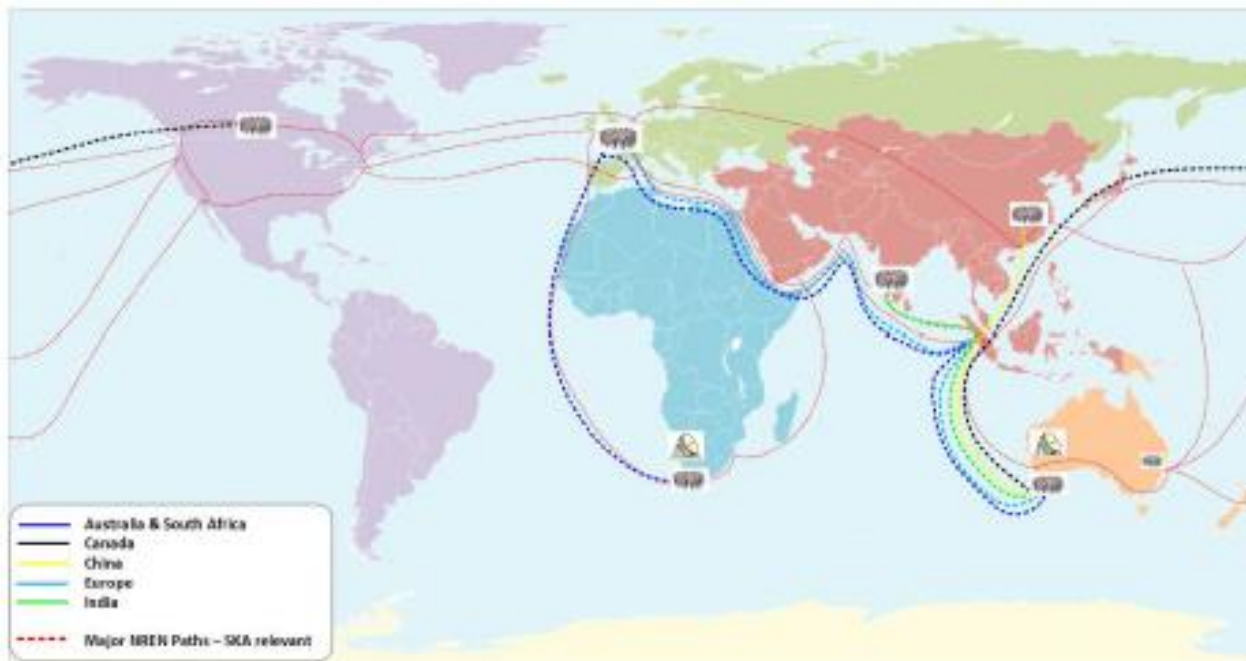 Australia & South Africa
Canada
China
Europe
India
Major NREN Paths – SKA relevant